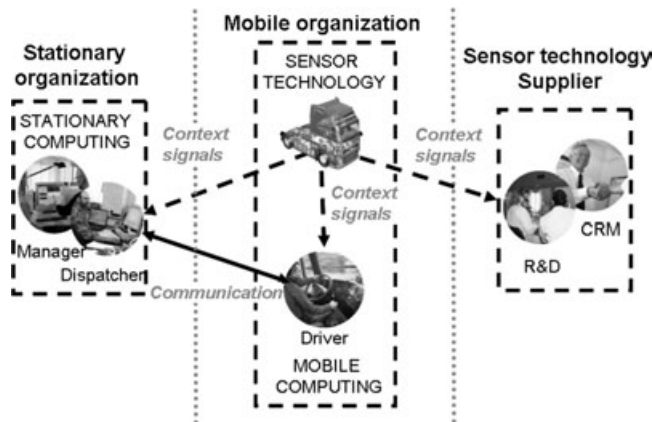 Stationary
organization
STATIONARY
COMPUTING
Manager
Dispatcher
Context
signals
Communication
Mobile organization
SENSOR
TECHNOLOGY
Context
signals
Driver
MOBILE
COMPUTING
Context
signals
Sensor technology
Supplier
CRM
R&D